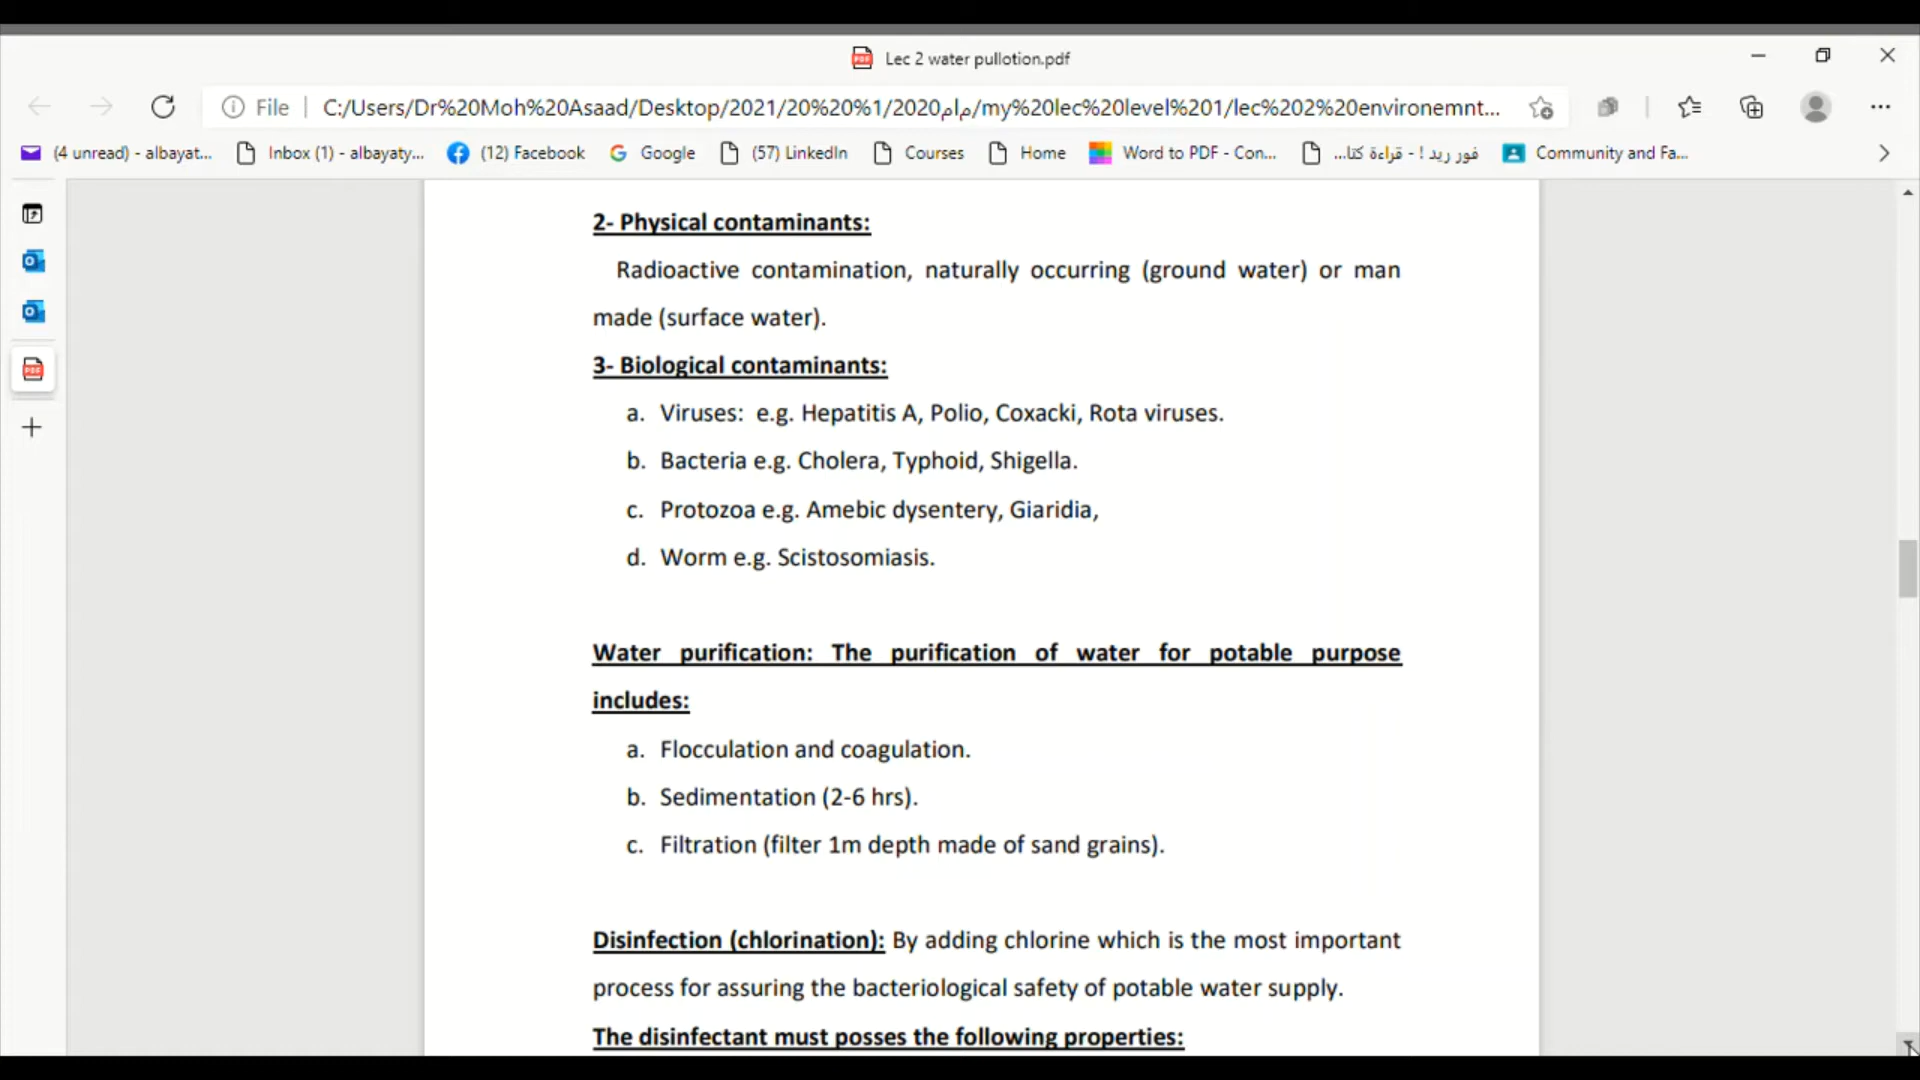 Lec 2 water pullotion.pdf
File
C:/Users/Dr%20Moh%20Asaad/Desktop/2021/20%20%1/2020مام/my%20lec%20level%201/lec%202%20environemnt...
(4 unread) - albayat...
Inbox (1) - albayaty...
(12) Facebook
Google
(57) LinkedIn
Courses
Home
Word to PDF - Con...
فور ريد ! - قراءة كتا...
Community and Fa...
2- Physical contaminants:
Radioactive contamination, naturally occurring (ground water) or man
made (surface water).
3- Biological contaminants:
a. Viruses: e.g. Hepatitis A, Polio, Coxacki, Rota viruses.
b. Bacteria e.g. Cholera, Typhoid, Shigella.
c. Protozoa e.g. Amebic dysentery, Giaridia,
d. Worm e.g. Scistosomiasis.
Water purification: The purification of water for potable purpose
includes:
a. Flocculation and coagulation.
b. Sedimentation (2-6 hrs).
c. Filtration (filter 1m depth made of sand grains).
Disinfection (chlorination): By adding chlorine which is the most important
process for assuring the bacteriological safety of potable water supply.
The disinfectant must posses the following properties: